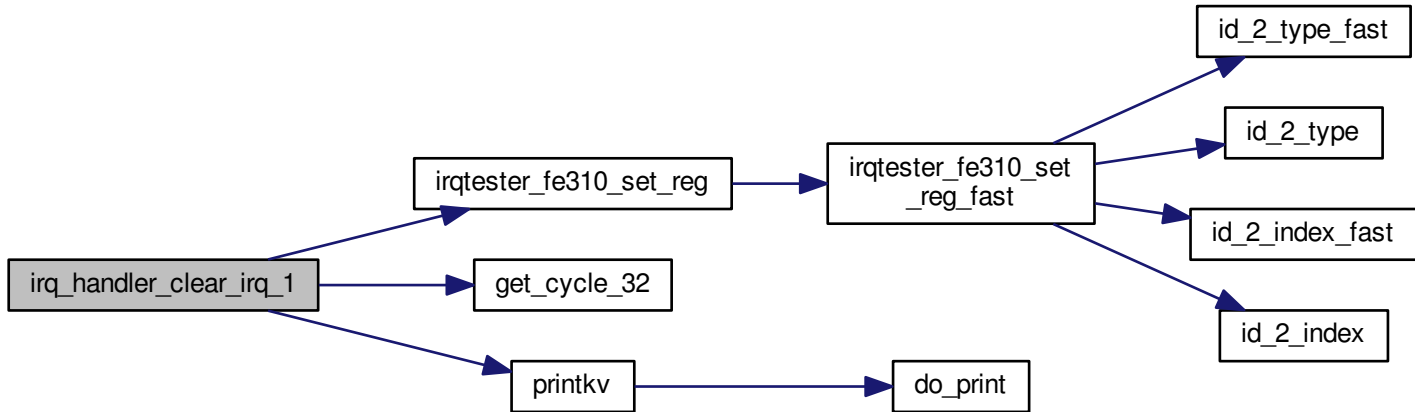 irq_handler_clear_irq_1
irqtester_fe310_set_reg
get_cycle_32
printkv
irqtester_fe310_set
_reg_fast
do_print
id_2_type_fast
id_2_type
id_2_index_fast
id_2_index